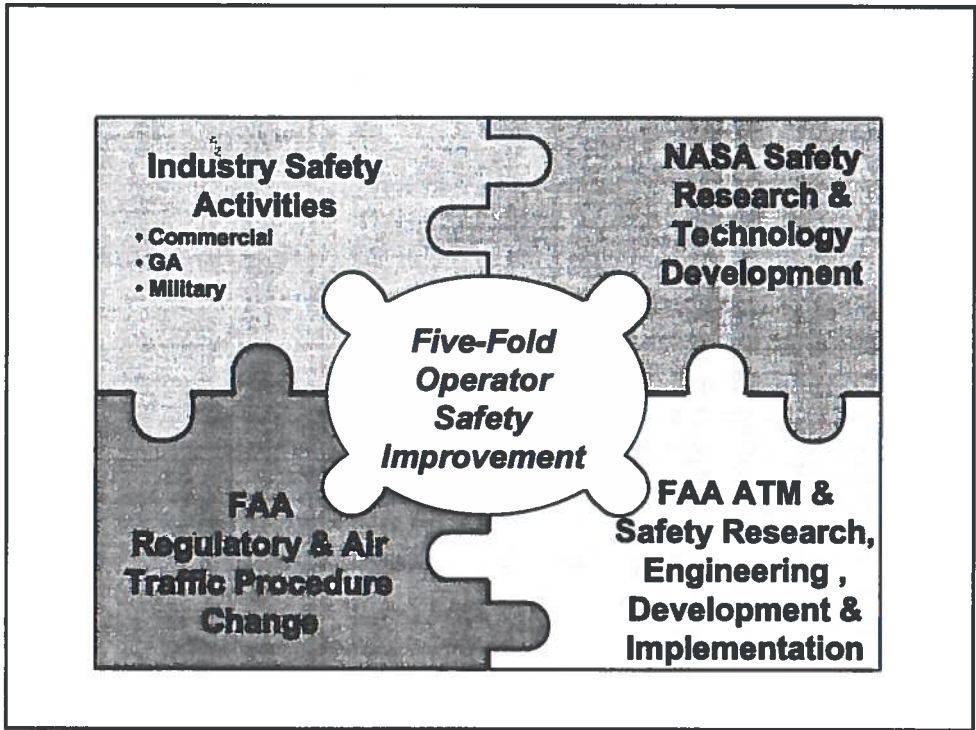 Industry Safety
Activities
• Commercial
• GA
• Military
NASA Safety
Research &
Technology
Development
Five-Fold
Operator
Safety
Improvement
FAA
Regulatory & Air
Traffic Procedure
Change
FAA ATM &
Safety Research,
Engineering ,
Development &
Implementation